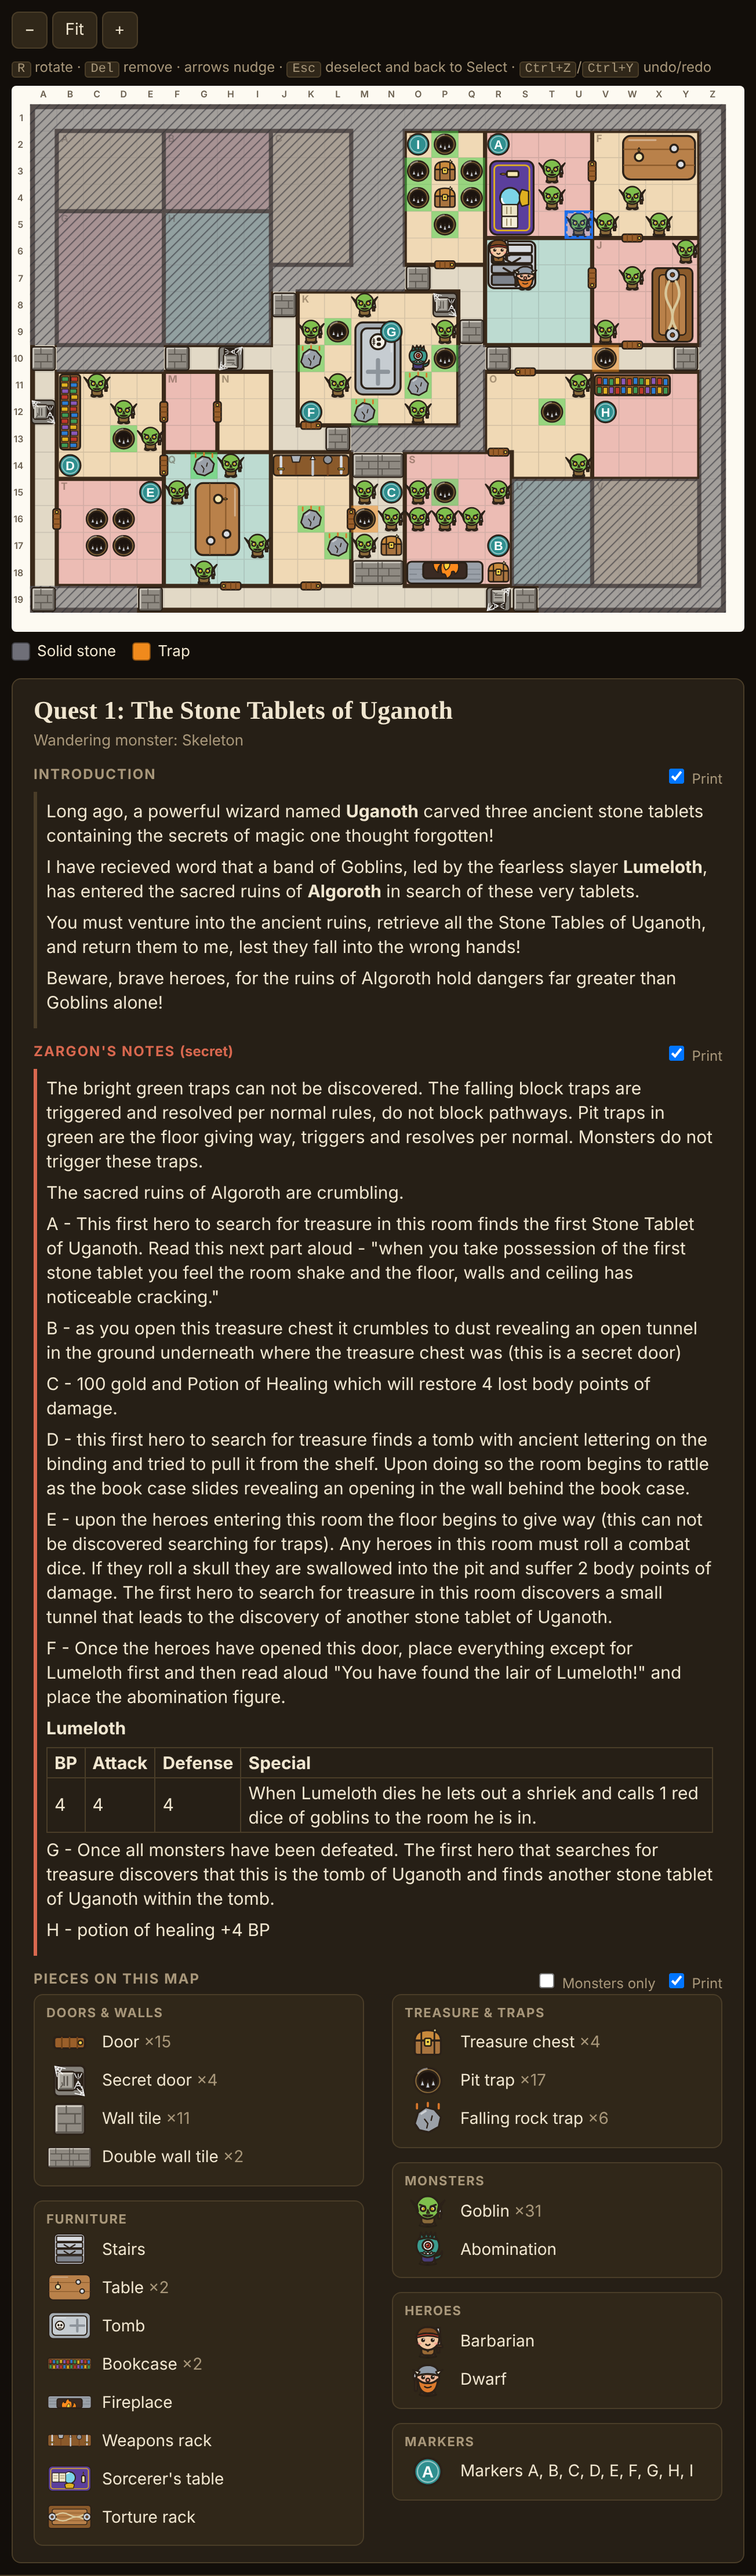 − Fit +
R rotate · Del remove · arrows nudge · Esc deselect and back to Select · Ctrl+Z/Ctrl+Y undo/redo
A B C D E F G H I J K L M N O P Q R S T U V W X Y Z
1
2
3
4
5
6
7
8
9
10
11
12
13
14
15
16
17
18
19
I A F
J
K
G
M N O
F H
D Q S
T E C
B
Solid stone Trap
Quest 1: The Stone Tablets of Uganoth
Wandering monster: Skeleton
INTRODUCTION Print
Long ago, a powerful wizard named Uganoth carved three ancient stone tablets
containing the secrets of magic one thought forgotten!
I have recieved word that a band of Goblins, led by the fearless slayer Lumeloth,
has entered the sacred ruins of Algoroth in search of these very tablets.
You must venture into the ancient ruins, retrieve all the Stone Tables of Uganoth,
and return them to me, lest they fall into the wrong hands!
Beware, brave heroes, for the ruins of Algoroth hold dangers far greater than
Goblins alone!
ZARGON'S NOTES (secret) Print
The bright green traps can not be discovered. The falling block traps are
triggered and resolved per normal rules, do not block pathways. Pit traps in
green are the floor giving way, triggers and resolves per normal. Monsters do not
trigger these traps.
The sacred ruins of Algoroth are crumbling.
A - This first hero to search for treasure in this room finds the first Stone Tablet
of Uganoth. Read this next part aloud - "when you take possession of the first
stone tablet you feel the room shake and the floor, walls and ceiling has
noticeable cracking."
B - as you open this treasure chest it crumbles to dust revealing an open tunnel
in the ground underneath where the treasure chest was (this is a secret door)
C - 100 gold and Potion of Healing which will restore 4 lost body points of
damage.
D - this first hero to search for treasure finds a tomb with ancient lettering on the
binding and tried to pull it from the shelf. Upon doing so the room begins to rattle
as the book case slides revealing an opening in the wall behind the book case.
E - upon the heroes entering this room the floor begins to give way (this can not
be discovered searching for traps). Any heroes in this room must roll a combat
dice. If they roll a skull they are swallowed into the pit and suffer 2 body points of
damage. The first hero to search for treasure in this room discovers a small
tunnel that leads to the discovery of another stone tablet of Uganoth.
F - Once the heroes have opened this door, place everything except for
Lumeloth first and then read aloud "You have found the lair of Lumeloth!" and
place the abomination figure.
Lumeloth
BP Attack Defense Special
4 4 4 When Lumeloth dies he lets out a shriek and calls 1 red
dice of goblins to the room he is in.
G - Once all monsters have been defeated. The first hero that searches for
treasure discovers that this is the tomb of Uganoth and finds another stone tablet
of Uganoth within the tomb.
H - potion of healing +4 BP
PIECES ON THIS MAP Monsters only Print
DOORS & WALLS
Door ×15
Secret door ×4
Wall tile ×11
Double wall tile ×2
FURNITURE
Stairs
Table ×2
Tomb
Bookcase ×2
Fireplace
Weapons rack
Sorcerer's table
Torture rack
TREASURE & TRAPS
Treasure chest ×4
Pit trap ×17
Falling rock trap ×6
MONSTERS
Goblin ×31
Abomination
HEROES
Barbarian
Dwarf
MARKERS
A Markers A, B, C, D, E, F, G, H, I